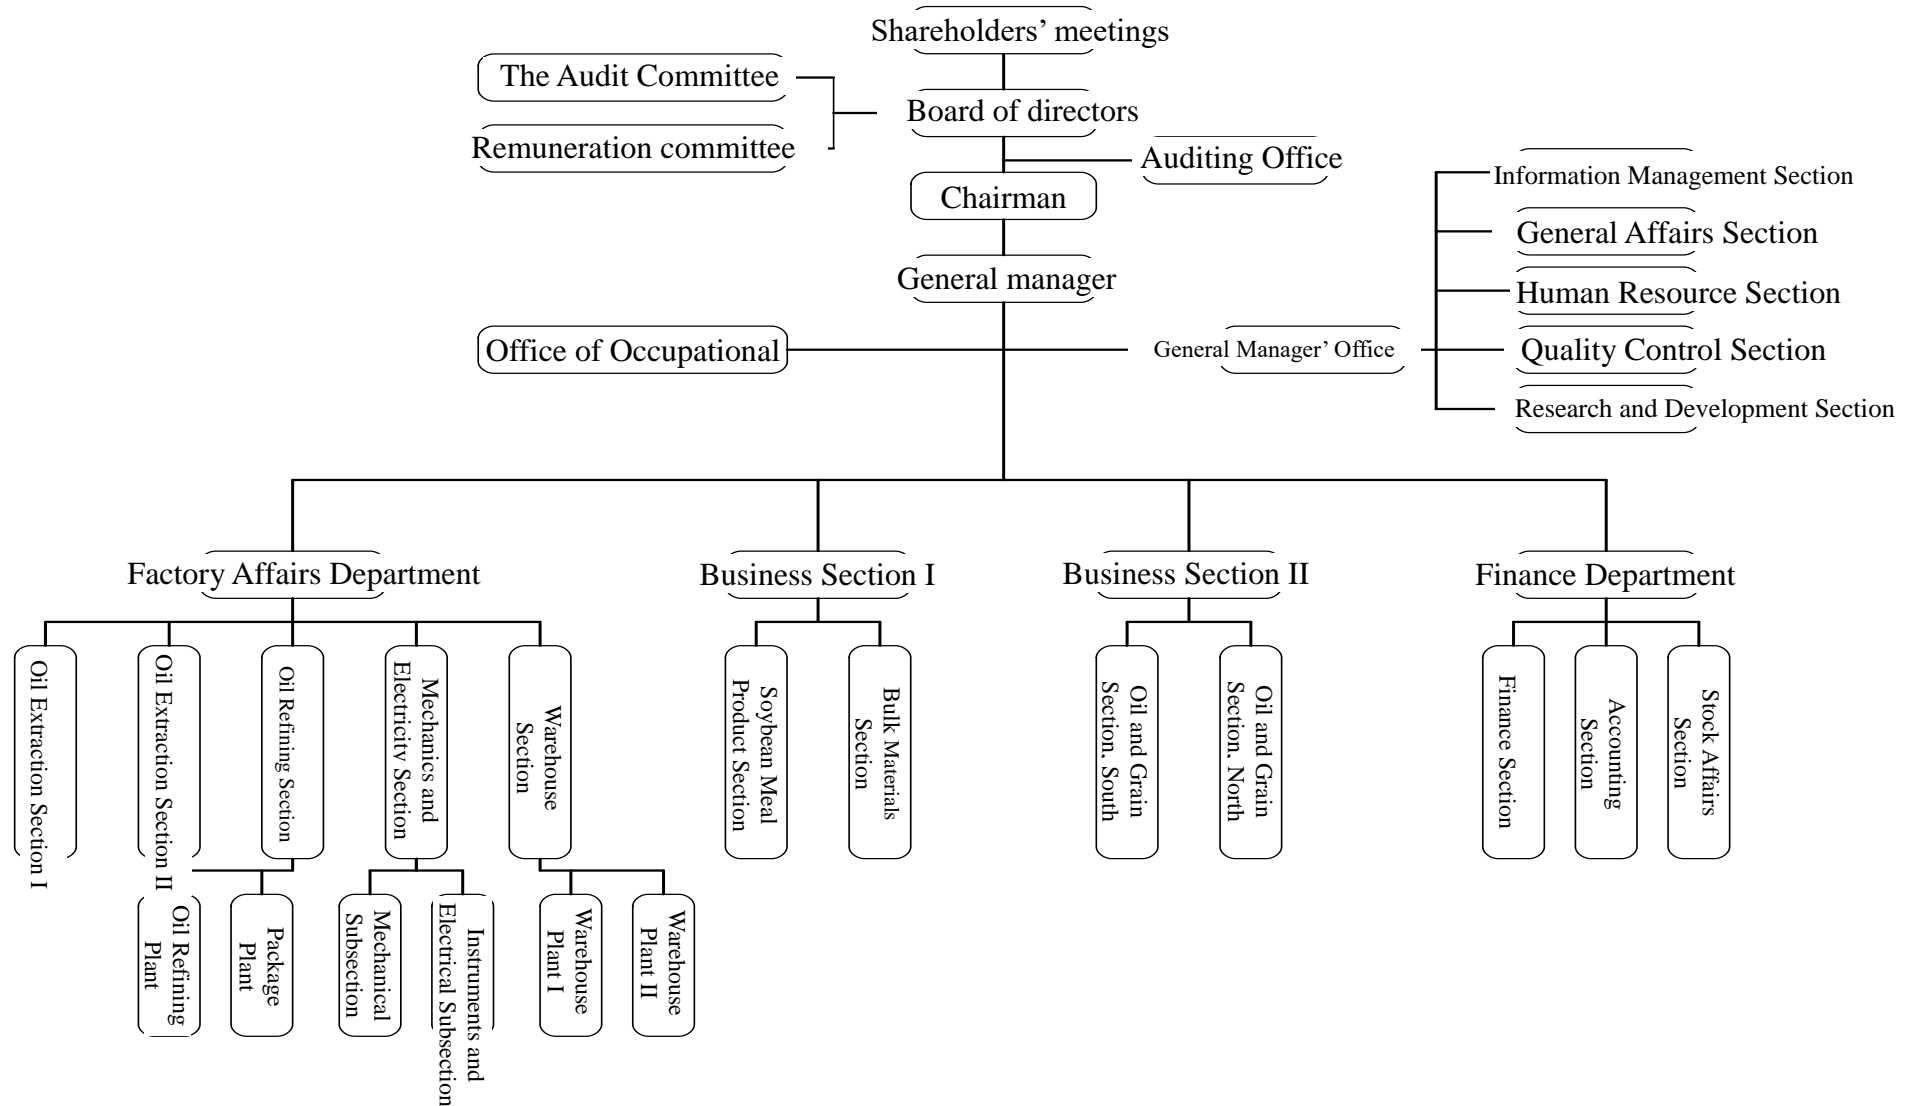 Shareholders’ meetings
The Audit Committee
Board of directors
Remuneration committee
Auditing Office
Chairman
Information Management Section
General Affairs Section
General manager
Human Resource Section
Office of Occupational
General Manager’ Office
Quality Control Section
Research and Development Section
Factory Affairs Department
Business Section I
Business Section II
Finance Department
Oil Extraction Section I
Oil Extraction Section II
Oil Refining Section
Mechanics and
Electricity Section
Warehouse
Section
Soybean Meal
Product Section
Bulk Materials
Section
Oil and Grain
Section, South
Oil and Grain
Section, North
Finance Section
Accounting
Section
Stock Affairs
Section
Oil Refining
Plant
Package
Plant
Mechanical
Subsection
Instruments and
Electrical Subsection
Warehouse
Plant I
Warehouse
Plant II